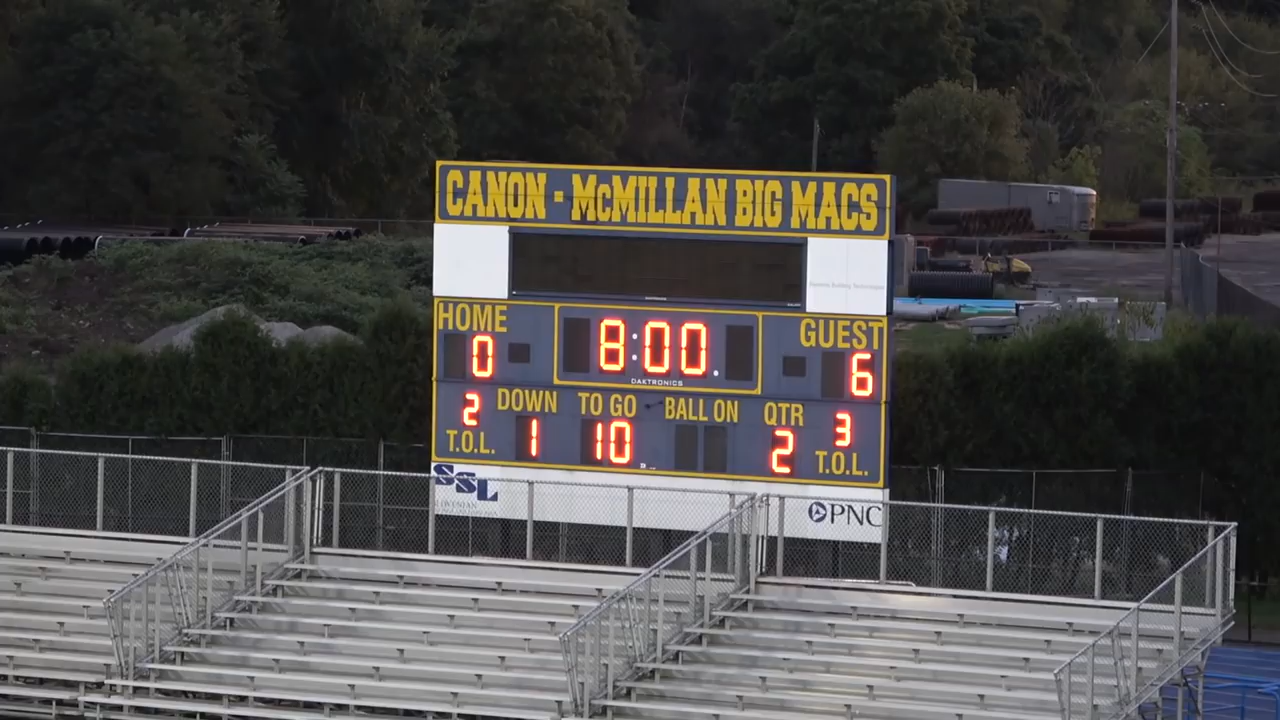 CANON - McMILLAN BIG MACS
HOME
GUEST
0
8:00.
6
DAKTRONICS
2 DOWN TO GO BALL ON QTR 3
T.O.L. 1 10 2 T.O.L.
SSL
PNC